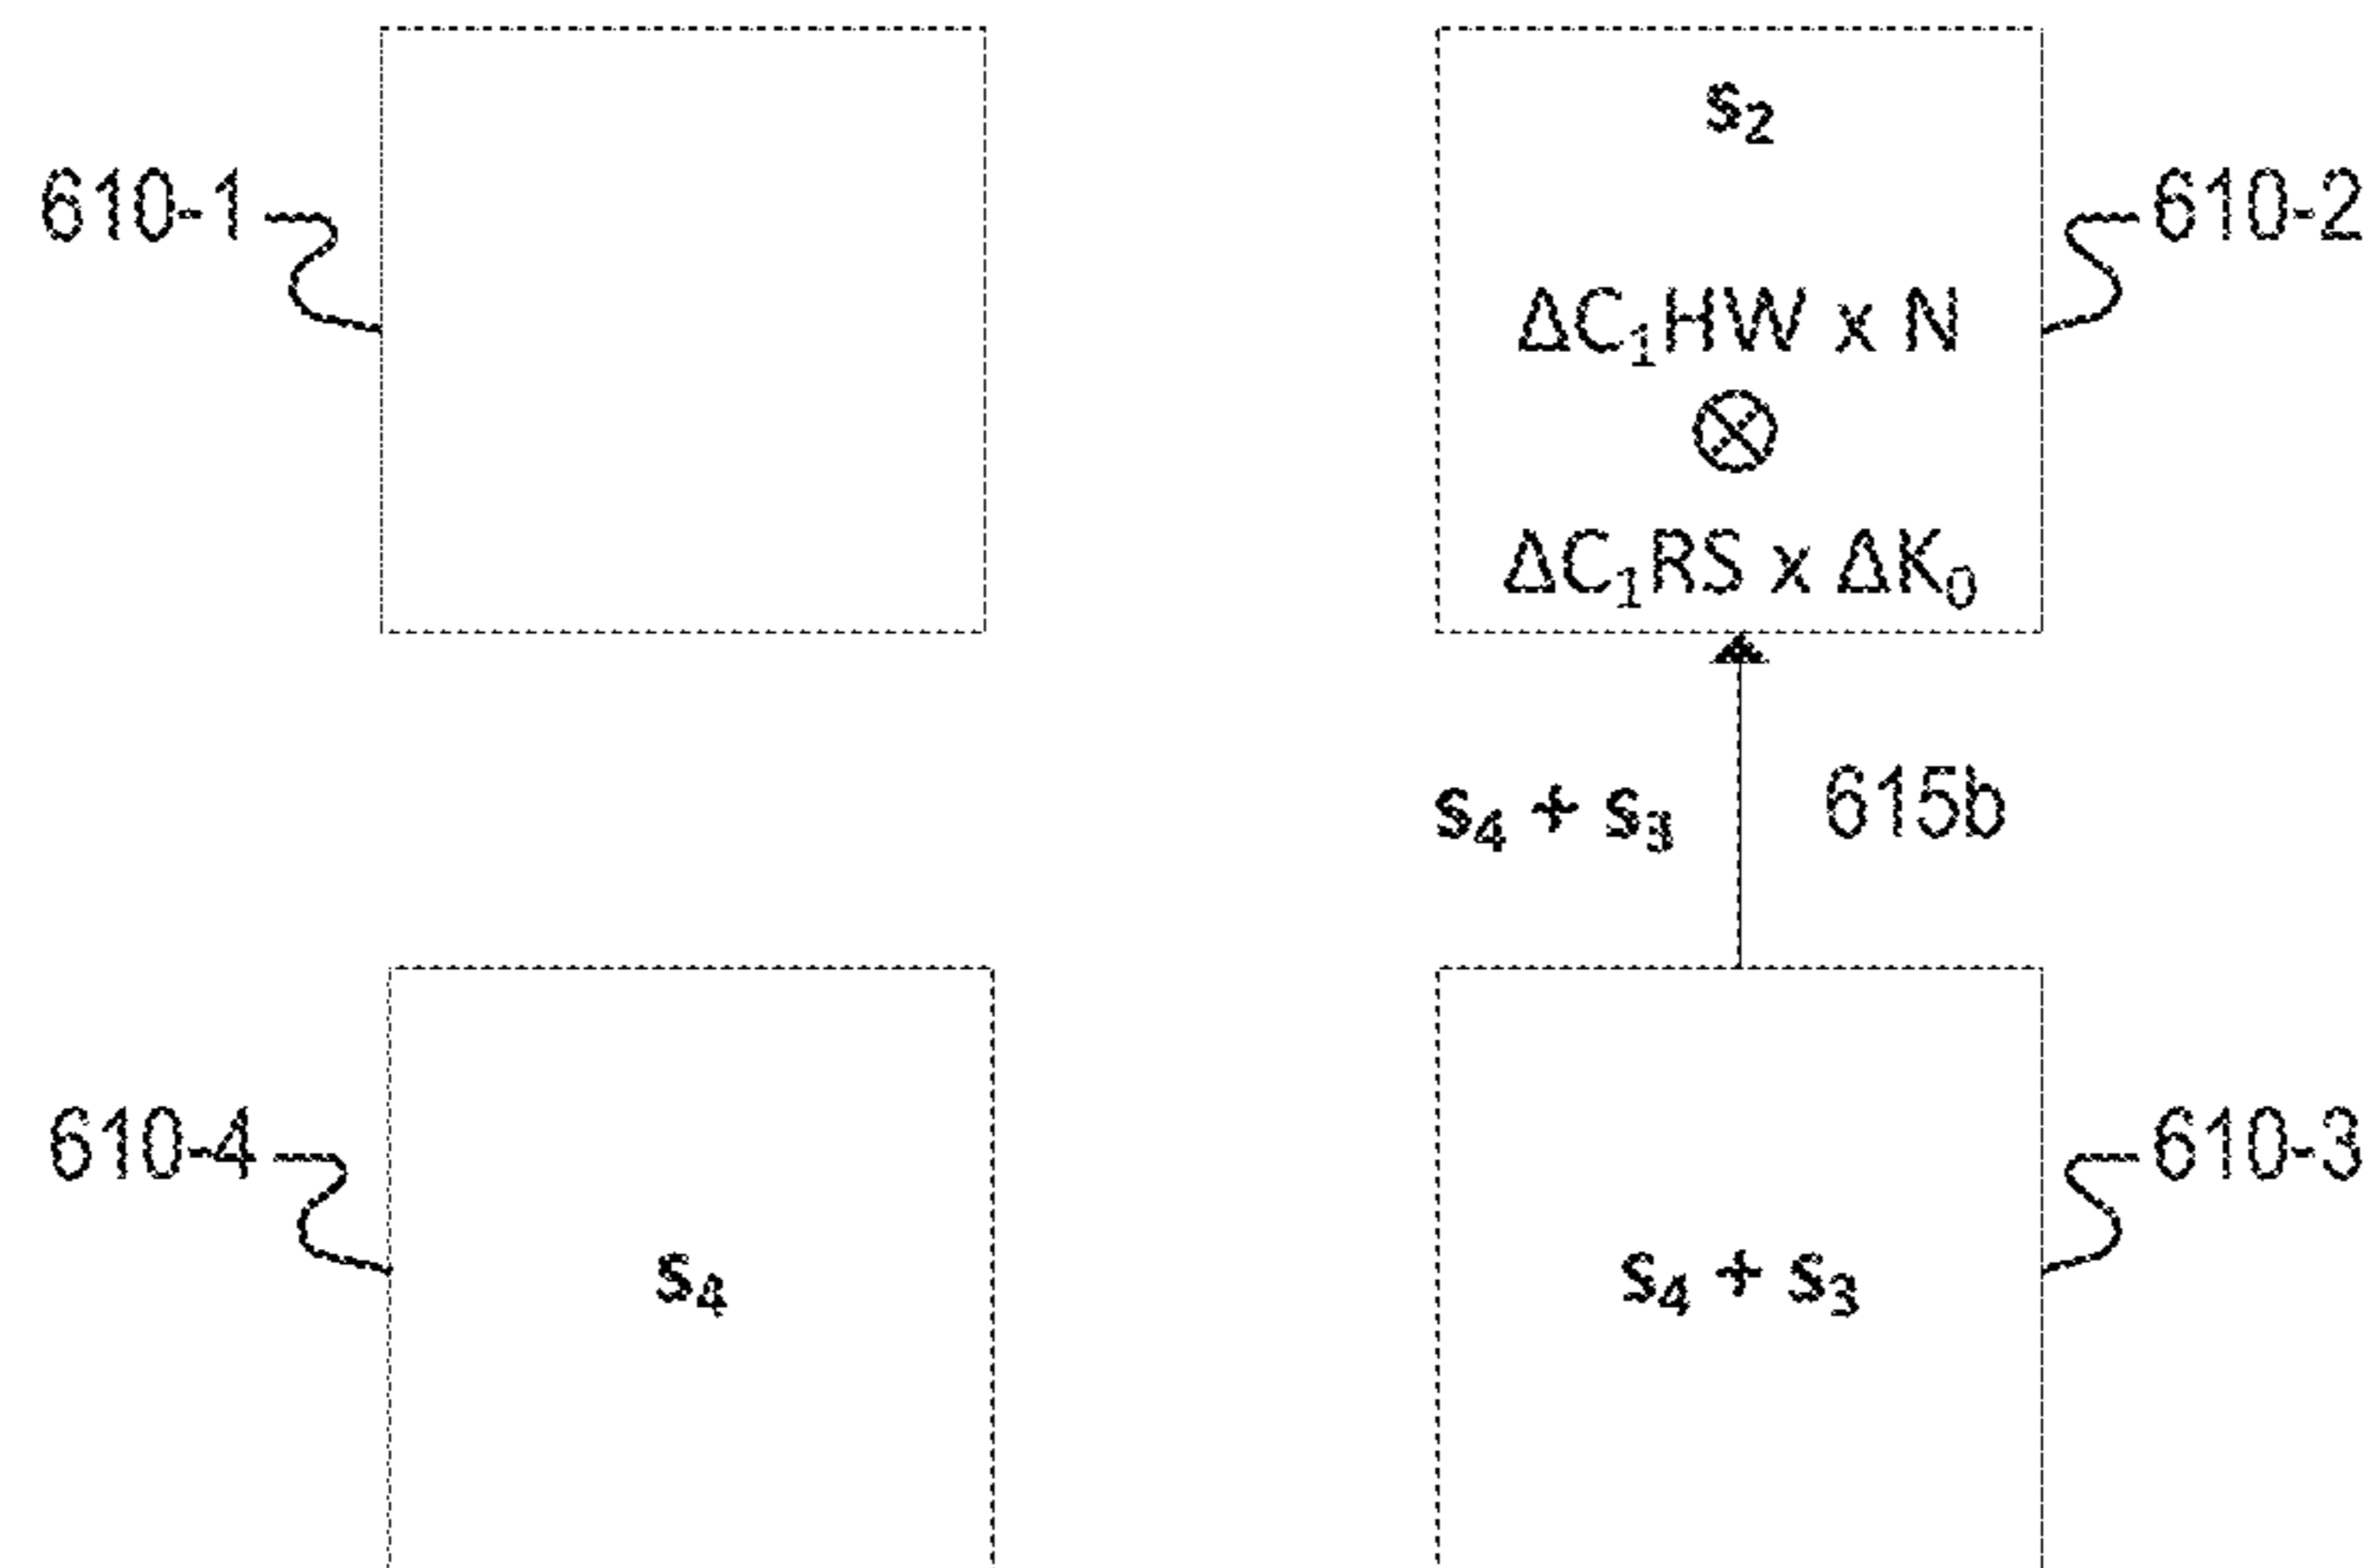 s₂
610-1
610-2
ΔC₁HW x N
⊗
ΔC₁RS x ΔK₀
s₄ + s₃
615b
610-4
610-3
s₄
s₄ + s₃